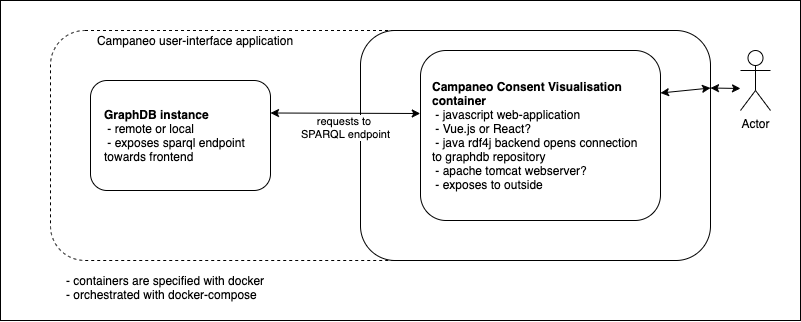 Campaneo user-interface application
GraphDB instance
- remote or local
- exposes sparql endpoint
towards frontend
requests to
SPARQL endpoint
Campaneo Consent Visualisation
container
- javascript web-application
- Vue.js or React?
- java rdf4j backend opens connection
to graphdb repository
- apache tomcat webserver?
- exposes to outside
Actor
- containers are specified with docker
- orchestrated with docker-compose